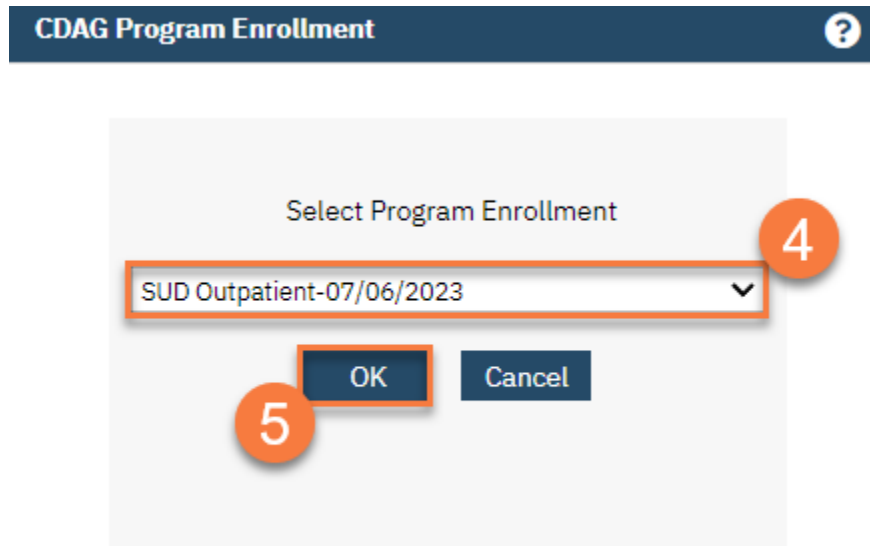 CDAG Program Enrollment ?
Select Program Enrollment
4
SUD Outpatient-07/06/2023
OK Cancel
5